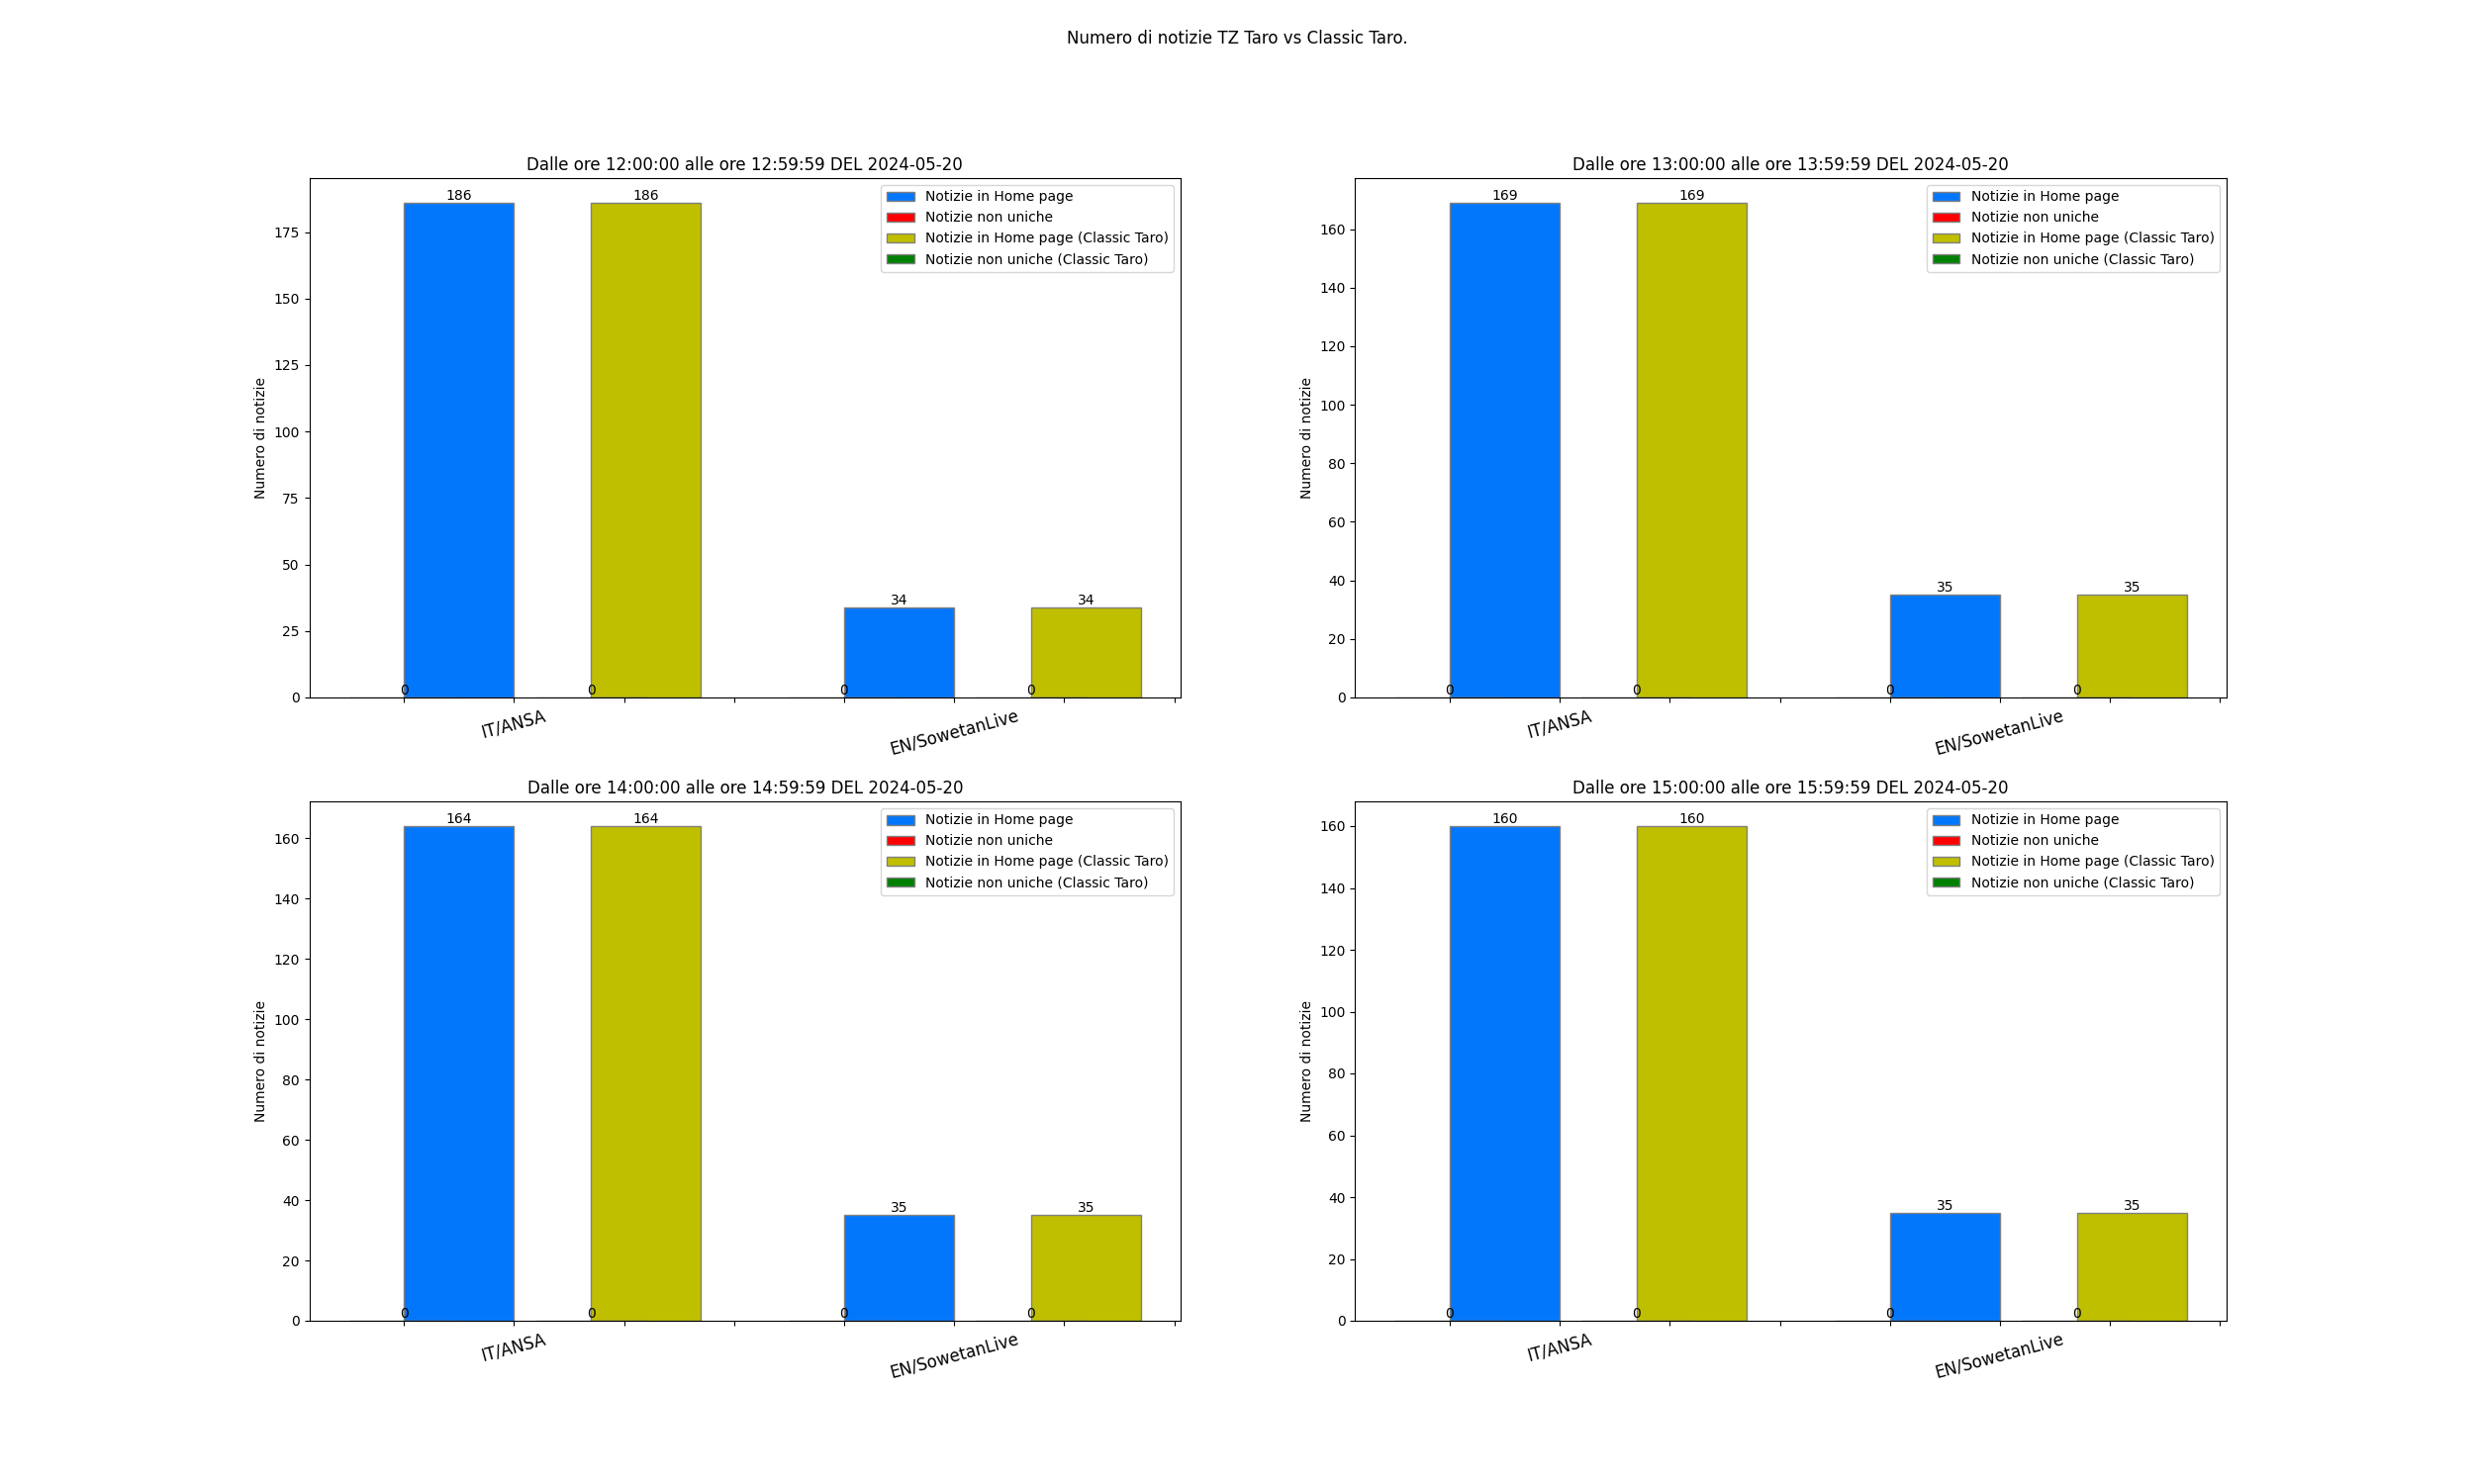 Numero di notizie TZ Taro vs Classic Taro.
Dalle ore 12:00:00 alle ore 12:59:59 DEL 2024-05-20
Numero di notizie
175
150
125
100
75
50
25
0
186
186
34
34
0
0
0
0
Notizie in Home page
Notizie non uniche
Notizie in Home page (Classic Taro)
Notizie non uniche (Classic Taro)
IT/ANSA
EN/SowetanLive
Dalle ore 13:00:00 alle ore 13:59:59 DEL 2024-05-20
Numero di notizie
160
140
120
100
80
60
40
20
0
169
169
35
35
0
0
0
0
Notizie in Home page
Notizie non uniche
Notizie in Home page (Classic Taro)
Notizie non uniche (Classic Taro)
IT/ANSA
EN/SowetanLive
Dalle ore 14:00:00 alle ore 14:59:59 DEL 2024-05-20
Numero di notizie
160
140
120
100
80
60
40
20
0
164
164
35
35
0
0
0
0
Notizie in Home page
Notizie non uniche
Notizie in Home page (Classic Taro)
Notizie non uniche (Classic Taro)
IT/ANSA
EN/SowetanLive
Dalle ore 15:00:00 alle ore 15:59:59 DEL 2024-05-20
Numero di notizie
160
140
120
100
80
60
40
20
0
160
160
35
35
0
0
0
0
Notizie in Home page
Notizie non uniche
Notizie in Home page (Classic Taro)
Notizie non uniche (Classic Taro)
IT/ANSA
EN/SowetanLive